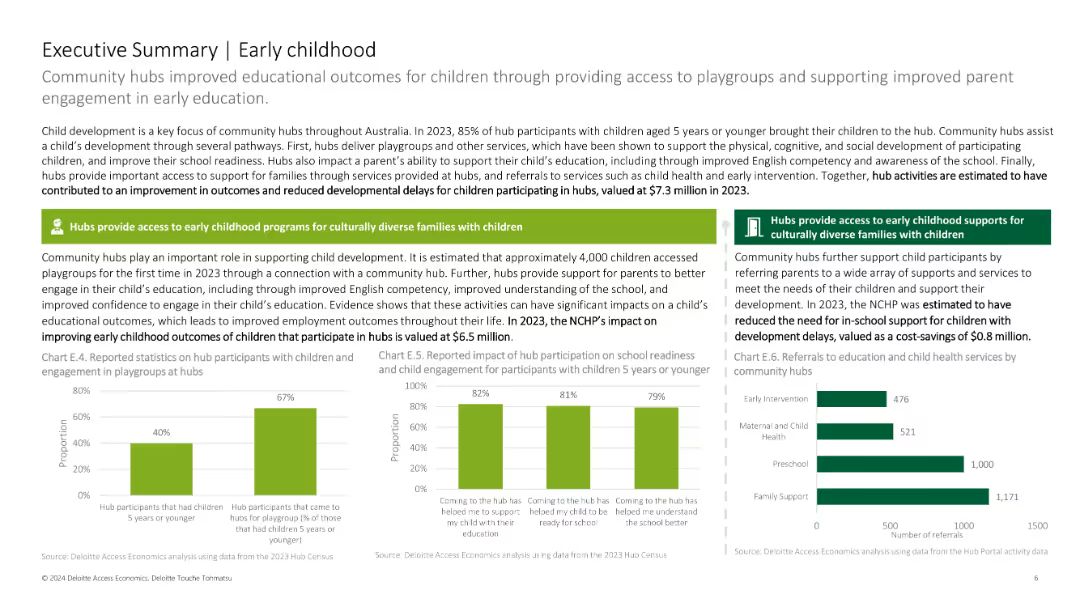 Executive Summary | Early childhood
Community hubs improved educational outcomes for children through providing access to playgroups and supporting improved parent
engagement in early education.
Child development is a key focus of community hubs throughout Australia. In 2023, 85% of hub participants with children aged 5 years or younger brought their children to the hub. Community hubs assist
a child's development through several pathways. First, hubs deliver playgroups and other services, which have been shown to support the physical, cognitive, and social development of participating
children, and improve their school readiness. Hubs also impact a parent's ability to support their child's education, including through improved English competency and awareness of the school. Finally,
hubs provide important access to support for families through services provided at hubs, and referrals to services such as child health and early intervention. Together, hub activities are estimated to have
contributed to an improvement in outcomes and reduced developmental delays for children participating in hubs, valued at $7.3 million in 2023.
Hubs provide access to early childhood programs for culturally diverse families with children
Community hubs play an important role in supporting child development. It is estimated that approximately 4,000 children accessed
playgroups for the first time in 2023 through a connection with a community hub. Further, hubs provide support for parents to better
engage in their child's education, including through improved English competency, improved understanding of the school, and
improved confidence to engage in their child's education. Evidence shows that these activities can have significant impacts on a child's
educational outcomes, which leads to improved employment outcomes throughout their life. In 2023, the NCHP's impact on
improving early childhood outcomes of children that participate in hubs is valued at $6.5 million.
Chart E.4. Reported statistics on hub participants with children and
engagement in playgroups at hubs
80%
60%
40%
20%
0%
Proportion
40%
67%
Hub participants that had children
5 years or younger
Hub participants that came to
hubs for playgroup (% of those
that had children 5 years or
younger)
Source: Deloitte Access Economics analysis using data from the 2023 Hub Census
Chart E.5. Reported impact of hub participation on school readiness
and child engagement for participants with children 5 years or younger
100%
80%
60%
40%
20%
0%
Proportion
82%
81%
79%
Coming to the hub has
helped me to support
my child with their
education
Coming to the hub has
helped my child to be
ready for school
Coming to the hub has
helped me understand
the school better
Source: Deloitte Access Economics analysis using data from the 2023 Hub Census
Hubs provide access to early childhood supports for
culturally diverse families with children
Community hubs further support child participants by
referring parents to a wide array of supports and services to
meet the needs of their children and support their
development. In 2023, the NCHP was estimated to have
reduced the need for in-school support for children with
development delays, valued as a cost-savings of $0.8 million.
Chart E.6. Referrals to education and child health services by
community hubs
Early Intervention
476
Maternal and Child
Health
521
Preschool
1,000
Family Support
1,171
0
500
1000
1500
Number of referrals
Source: Deloitte Access Economics analysis using data from the Hub Portal activity data
© 2024 Deloitte Access Economics. Deloitte Touche Tohmatsu
6